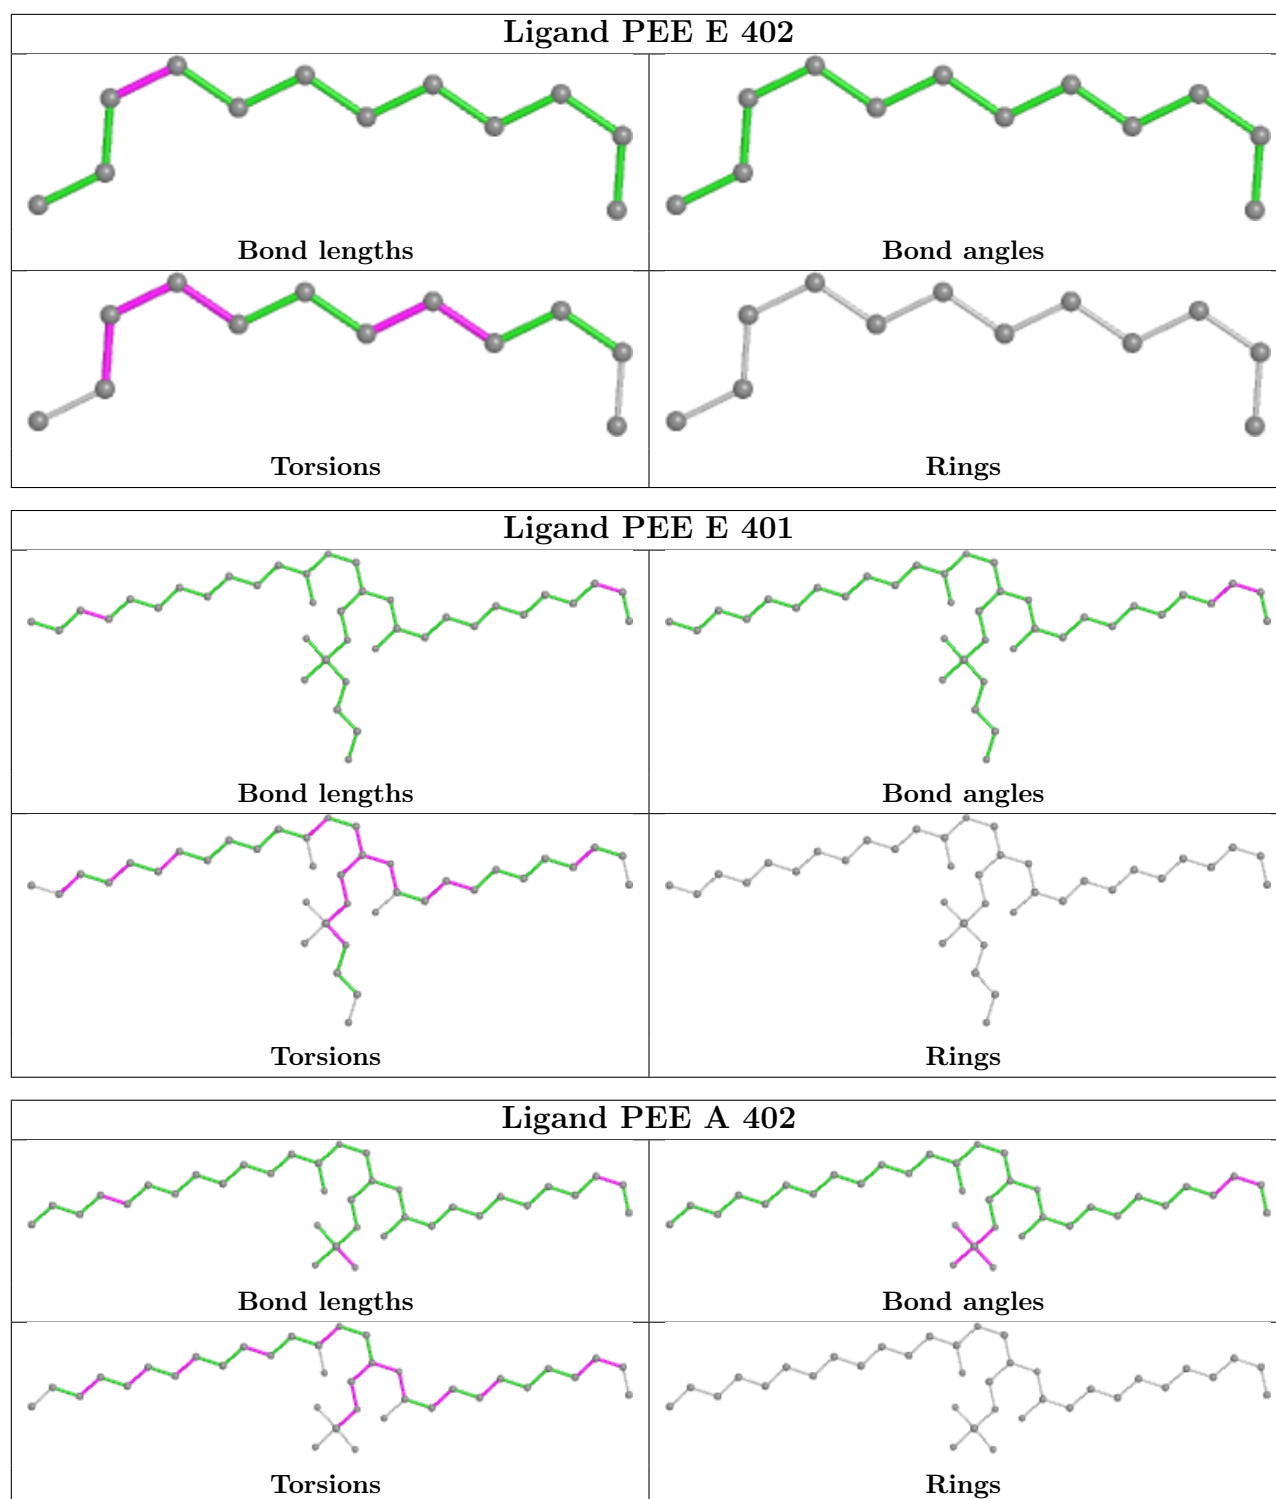 Ligand PEE E 402
Bond lengths
Bond angles
Torsions
Rings
Ligand PEE E 401
Bond lengths
Bond angles
Torsions
Rings
Ligand PEE A 402
Bond lengths
Bond angles
Torsions
Rings